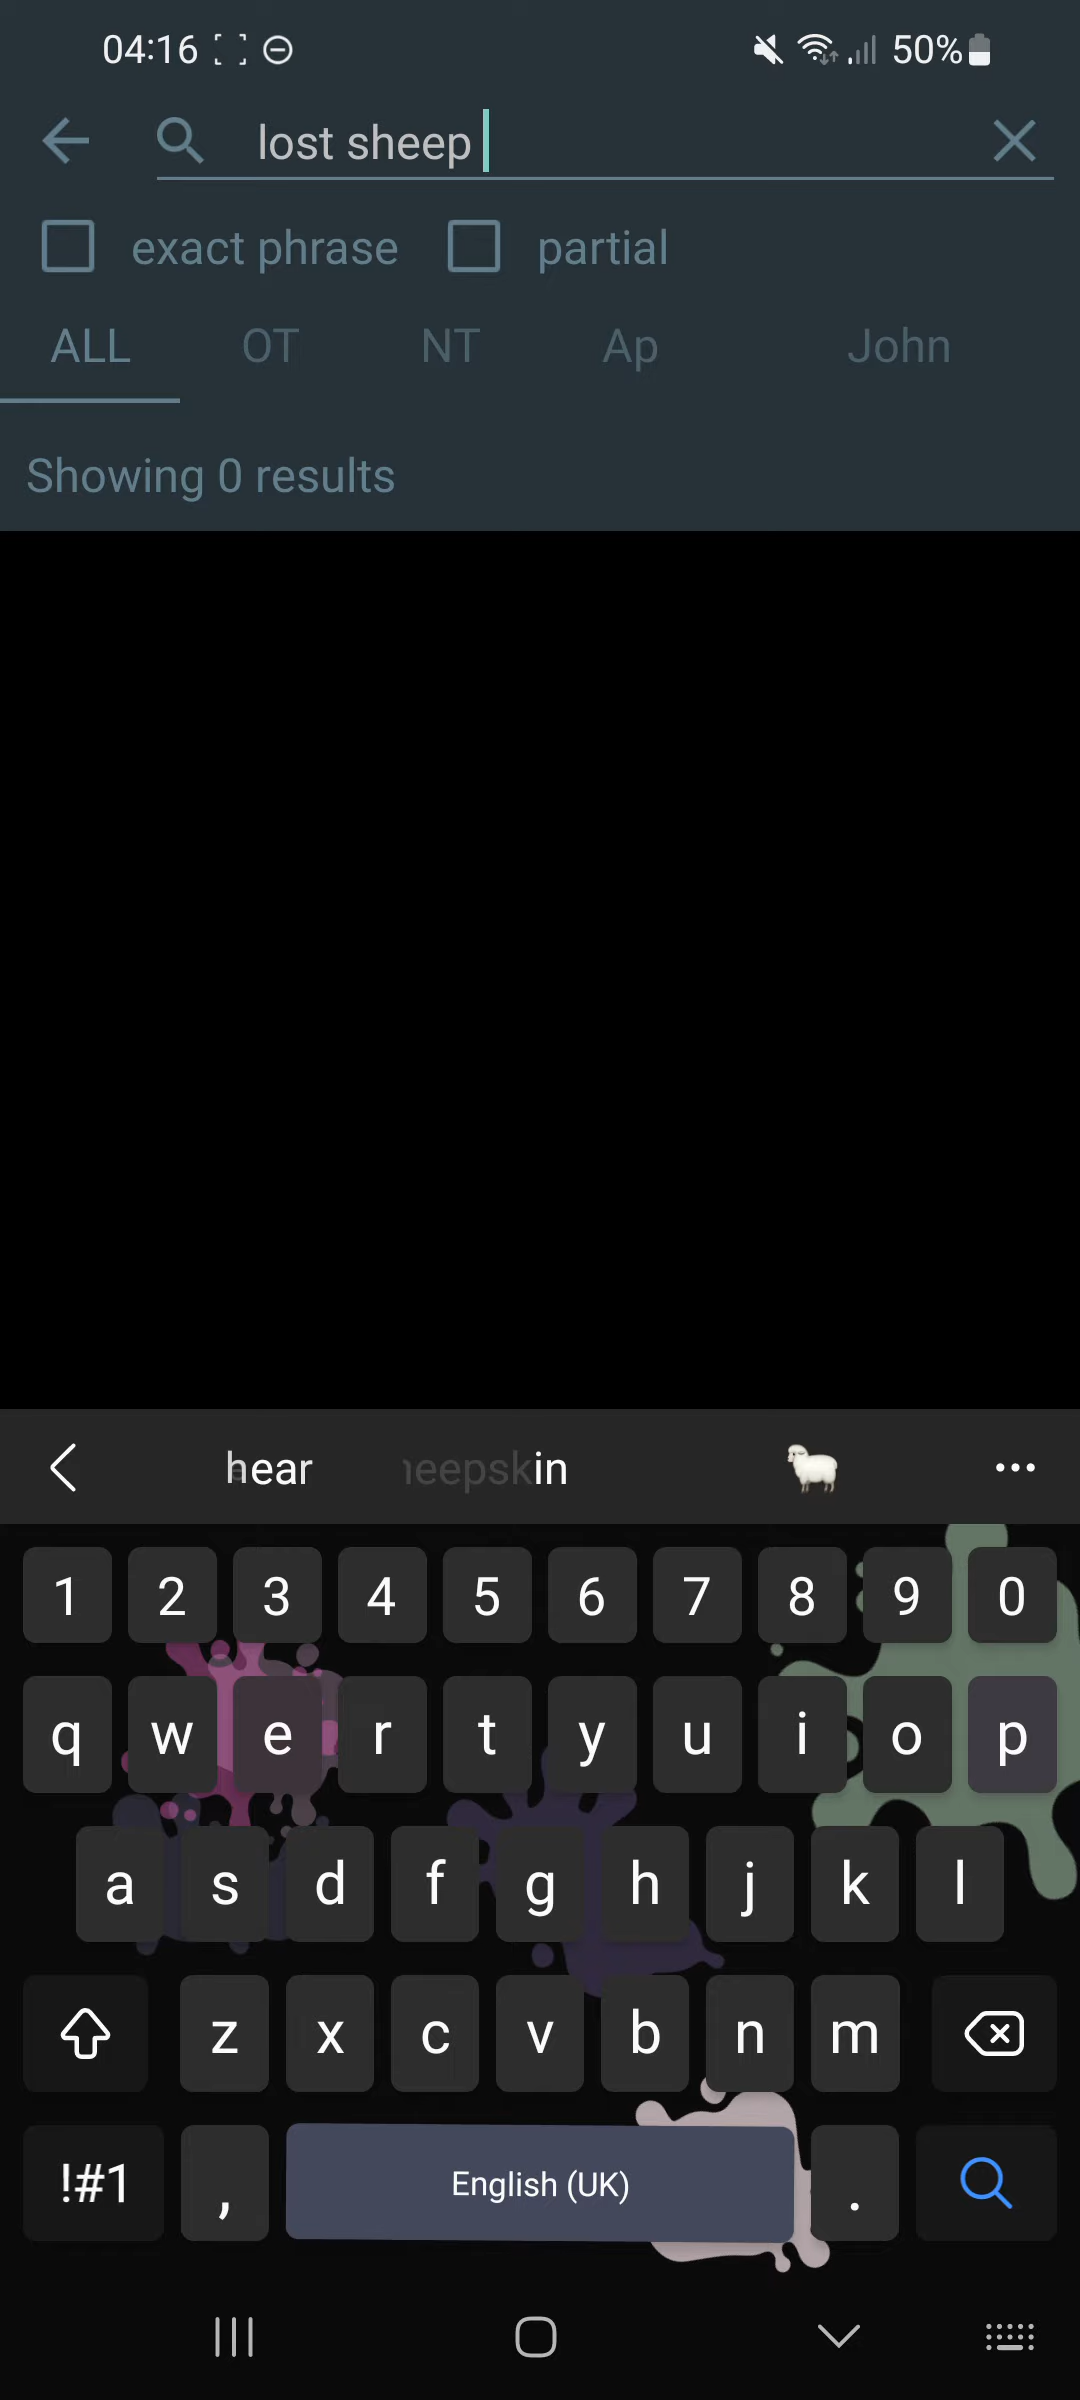 04:16 50%
lost sheep
exact phrase partial
ALL OT NT Ap John
Showing 0 results
hear
1 2 3 4 5 6 7 8 9 0
q w e r t y u i o p
a s d f g h j k l
z x c v b n m
!#1 , English (UK) .